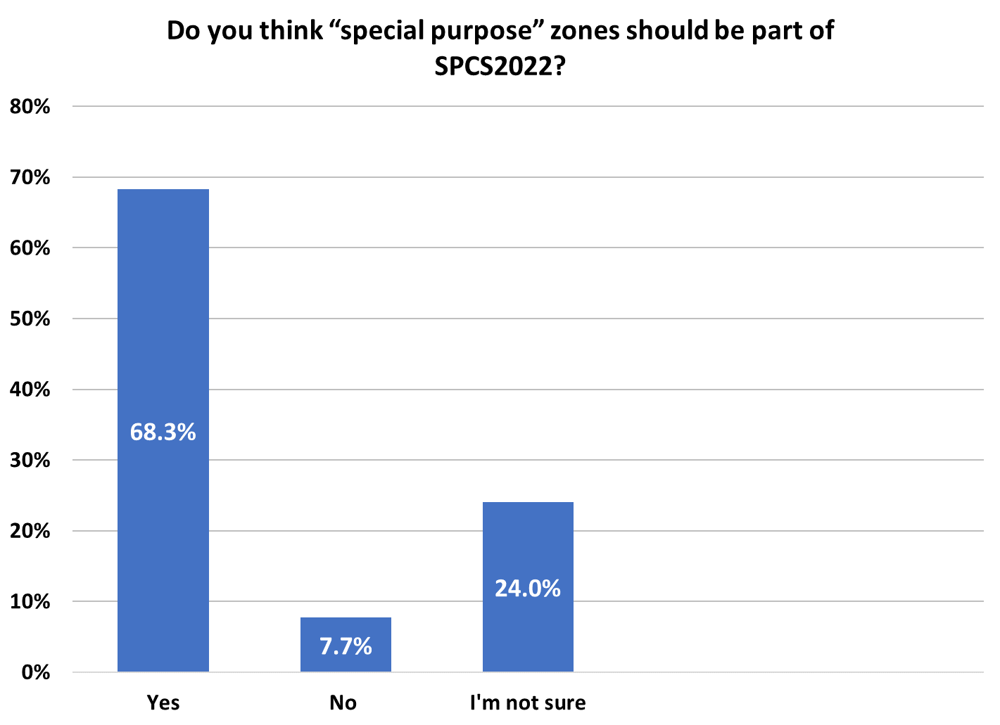 Do you think “special purpose” zones should be part of
SPCS2022?
80%
70%
60%
50%
40%
30%
20%
10%
0%
68.3%
7.7%
24.0%
Yes
No
I'm not sure